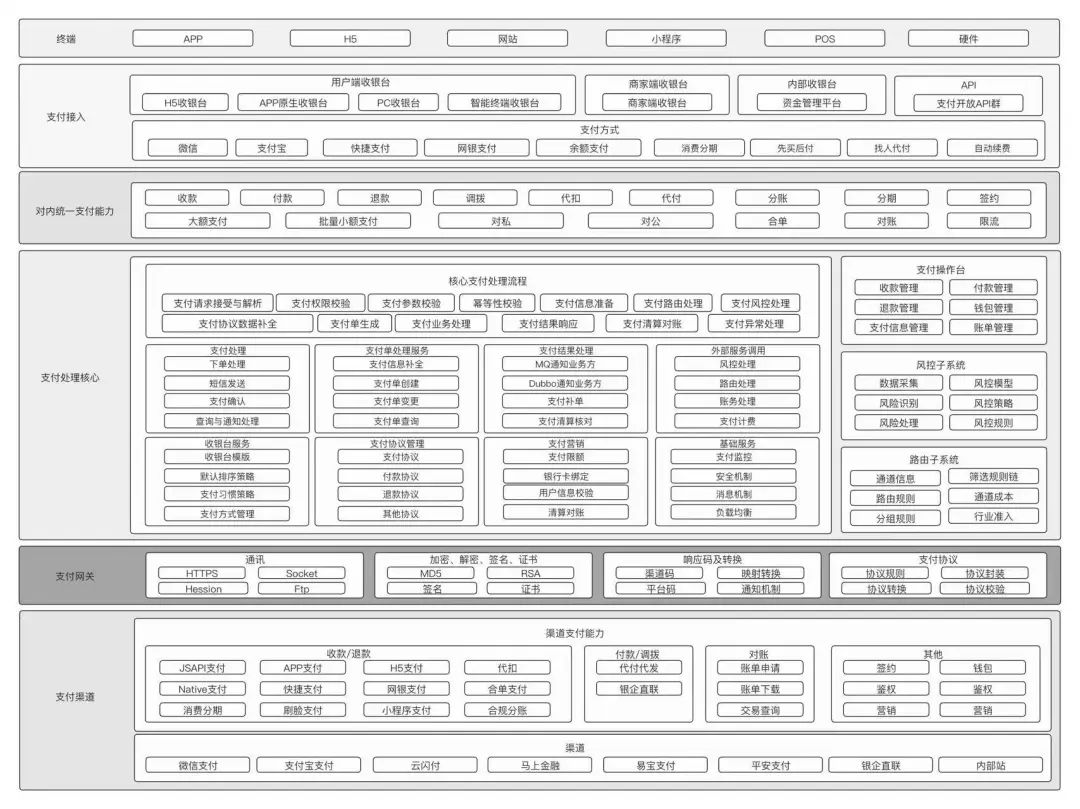 终端 APP H5 网站 小程序 POS 硬件
支付接入
用户端收银台
H5收银台 APP原生收银台 PC收银台 智能终端收银台
商家端收银台
商家端收银台
内部收银台
资金管理平台
API
支付开放API群
支付方式
微信 支付宝 快捷支付 网银支付 余额支付 消费分期 先买后付 找人代付 自动续费
对内统一支付能力
收款 付款 退款 调拨 代扣 代付 分账 分期 签约
大额支付 批量小额支付 对私 对公 合单 对账 限流
支付处理核心
核心支付处理流程
支付请求接受与解析 支付权限校验 支付参数校验 幂等性校验 支付信息准备 支付路由处理 支付风控处理
支付协议数据补全 支付单生成 支付业务处理 支付结果响应 支付清算对账 支付异常处理
支付处理
下单处理
短信发送
支付确认
查询与通知处理
支付单处理服务
支付信息补全
支付单创建
支付单变更
支付单查询
支付结果处理
MQ通知业务方
Dubbo通知业务方
支付补单
支付清算核对
外部服务调用
风控处理
路由处理
账务处理
支付计费
收银台服务
收银台模版
默认排序策略
支付习惯策略
支付方式管理
支付协议管理
支付协议
付款协议
退款协议
其他协议
支付营销
支付限额
银行卡绑定
用户信息校验
清算对账
基础服务
支付监控
安全机制
消息机制
负载均衡
支付操作台
收款管理 付款管理
退款管理 钱包管理
支付信息管理 账单管理
风控子系统
数据采集 风控模型
风险识别 风控策略
风险处理 风控规则
路由子系统
通道信息 筛选规则链
路由规则 通道成本
分组规则 行业准入
支付网关
通讯
HTTPS Socket
Hession Ftp
加密、解密、签名、证书
MD5 RSA
签名 证书
响应码及转换
渠道码 映射转换
平台码 通知机制
支付协议
协议规则 协议封装
协议转换 协议校验
支付渠道
渠道支付能力
收款/退款
JSAPI支付 APP支付 H5支付 代扣
Native支付 快捷支付 网银支付 合单支付
消费分期 刷脸支付 小程序支付 合规分账
付款/调拨
代付代发
银企直联
对账
账单申请
账单下载
交易查询
其他
签约 钱包
鉴权 鉴权
营销 营销
渠道
微信支付 支付宝支付 云闪付 马上金融 易宝支付 平安支付 银企直联 内部站